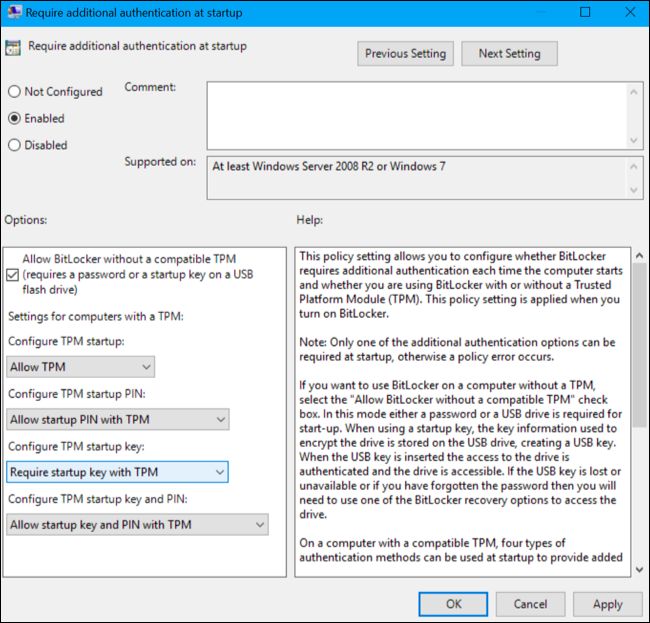 Require additional authentication at startup
Require additional authentication at startup
Previous Setting
Next Setting
Not Configured
Enabled
Disabled
Comment:
Supported on:
At least Windows Server 2008 R2 or Windows 7
Options:
Help:
Allow BitLocker without a compatible TPM
(requires a password or a startup key on a USB
flash drive)
Settings for computers with a TPM:
Configure TPM startup:
Allow TPM
Configure TPM startup PIN:
Allow startup PIN with TPM
Configure TPM startup key:
Require startup key with TPM
Configure TPM startup key and PIN:
Allow startup key and PIN with TPM
This policy setting allows you to configure whether BitLocker
requires additional authentication each time the computer starts
and whether you are using BitLocker with or without a Trusted
Platform Module (TPM). This policy setting is applied when you
turn on BitLocker.
Note: Only one of the additional authentication options can be
required at startup, otherwise a policy error occurs.
If you want to use BitLocker on a computer without a TPM,
select the "Allow BitLocker without a compatible TPM" check
box. In this mode either a password or a USB drive is required for
start-up. When using a startup key, the key information used to
encrypt the drive is stored on the USB drive, creating a USB key.
When the USB key is inserted the access to the drive is
authenticated and the drive is accessible. If the USB key is lost or
unavailable or if you have forgotten the password then you will
need to use one of the BitLocker recovery options to access the
drive.
On a computer with a compatible TPM, four types of
authentication methods can be used at startup to provide added
OK
Cancel
Apply